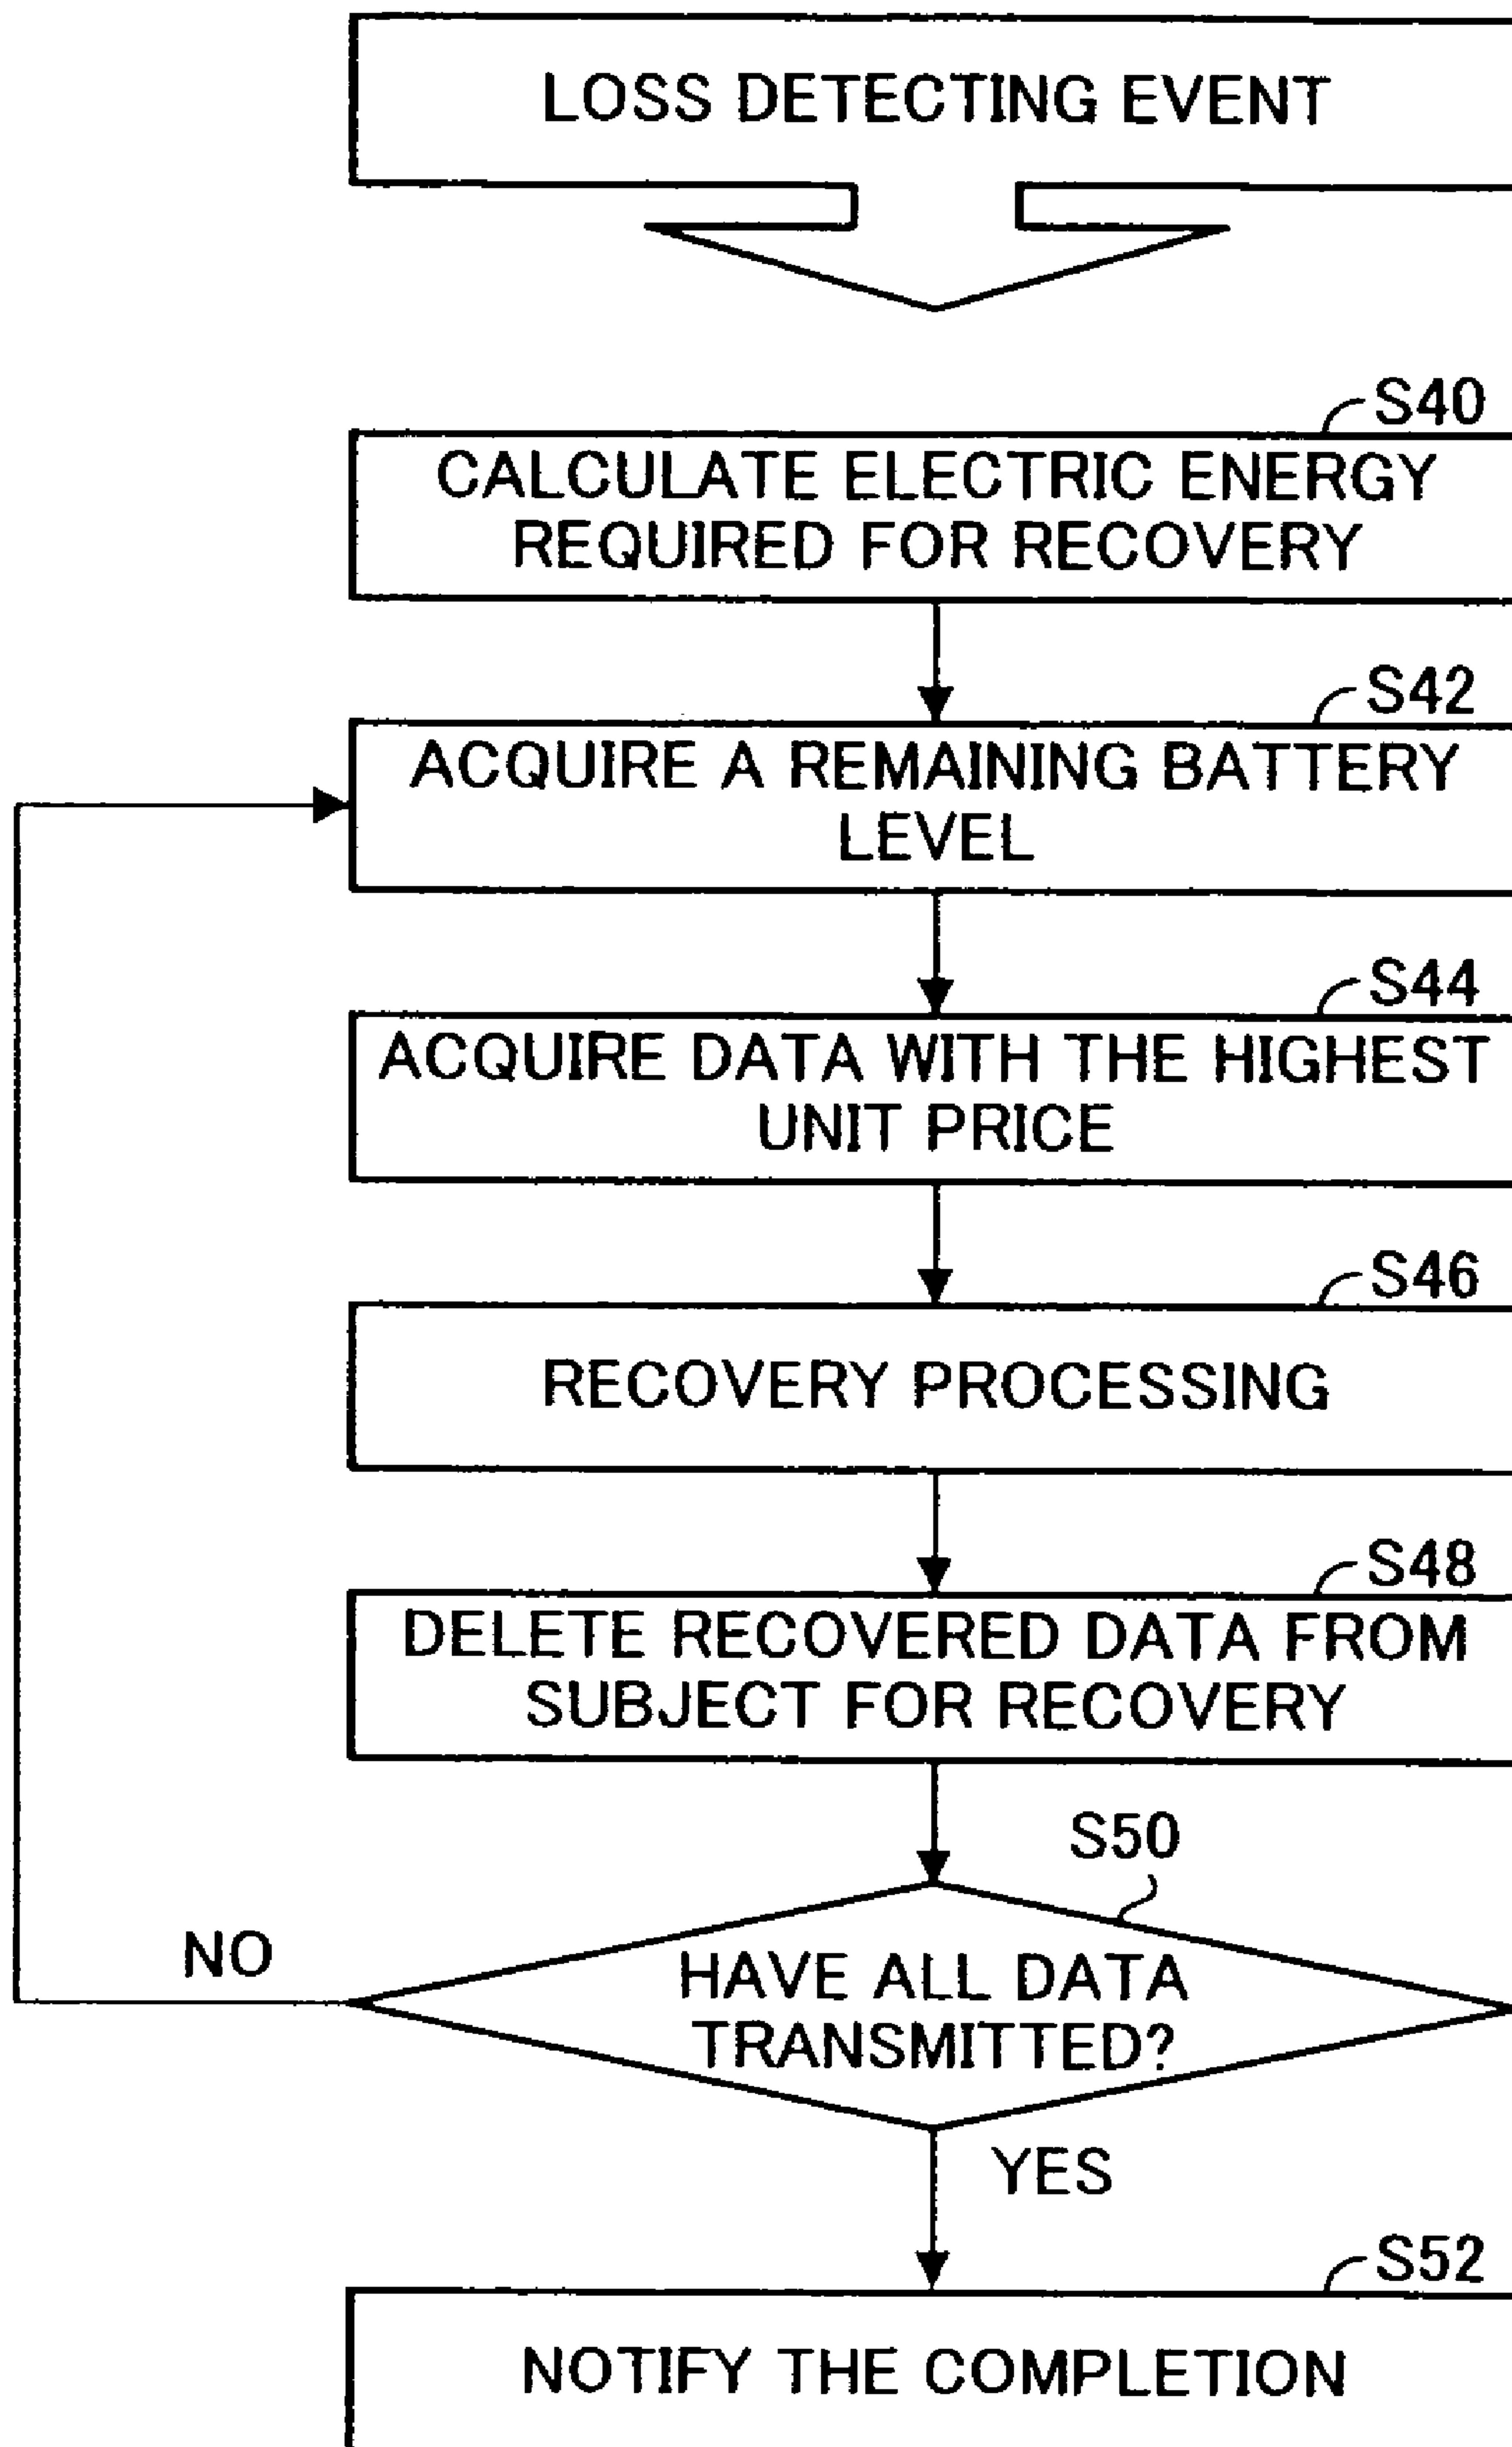 LOSS DETECTING EVENT
S40
CALCULATE ELECTRIC ENERGY
REQUIRED FOR RECOVERY
S42
ACQUIRE A REMAINING BATTERY
LEVEL
S44
ACQUIRE DATA WITH THE HIGHEST
UNIT PRICE
S46
RECOVERY PROCESSING
S48
DELETE RECOVERED DATA FROM
SUBJECT FOR RECOVERY
S50
NO
HAVE ALL DATA
TRANSMITTED?
YES
S52
NOTIFY THE COMPLETION